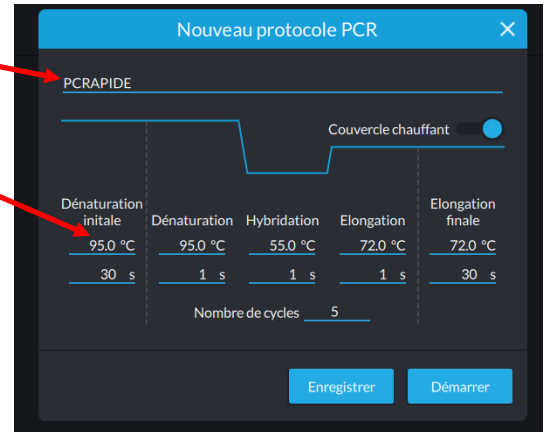 Nouveau protocole PCR
PCRAPIDE
Couvercle chauffant
Dénaturation initale Dénaturation Hybridation Elongation Elongation finale
95.0 °C 95.0 °C 55.0 °C 72.0 °C 72.0 °C
30 s 1 s 1 s 1 s 30 s
Nombre de cycles 5
Enregistrer Démarrer